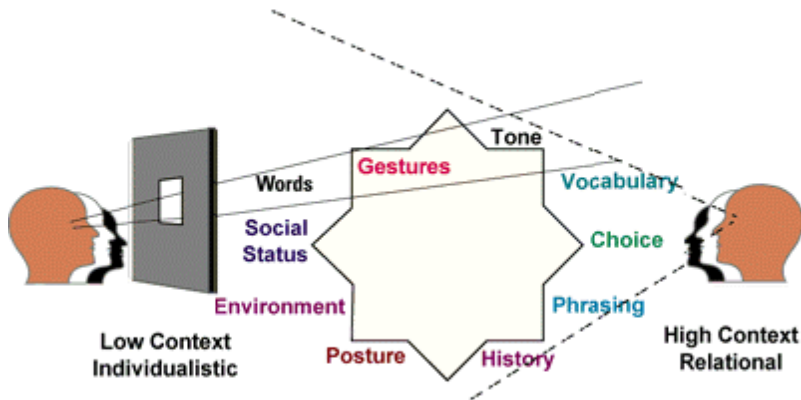 Tone
Gestures
Words
Vocabulary
Social
Status
Choice
Environment
Phrasing
Low Context
Individualistic
Posture
History
High Context
Relational